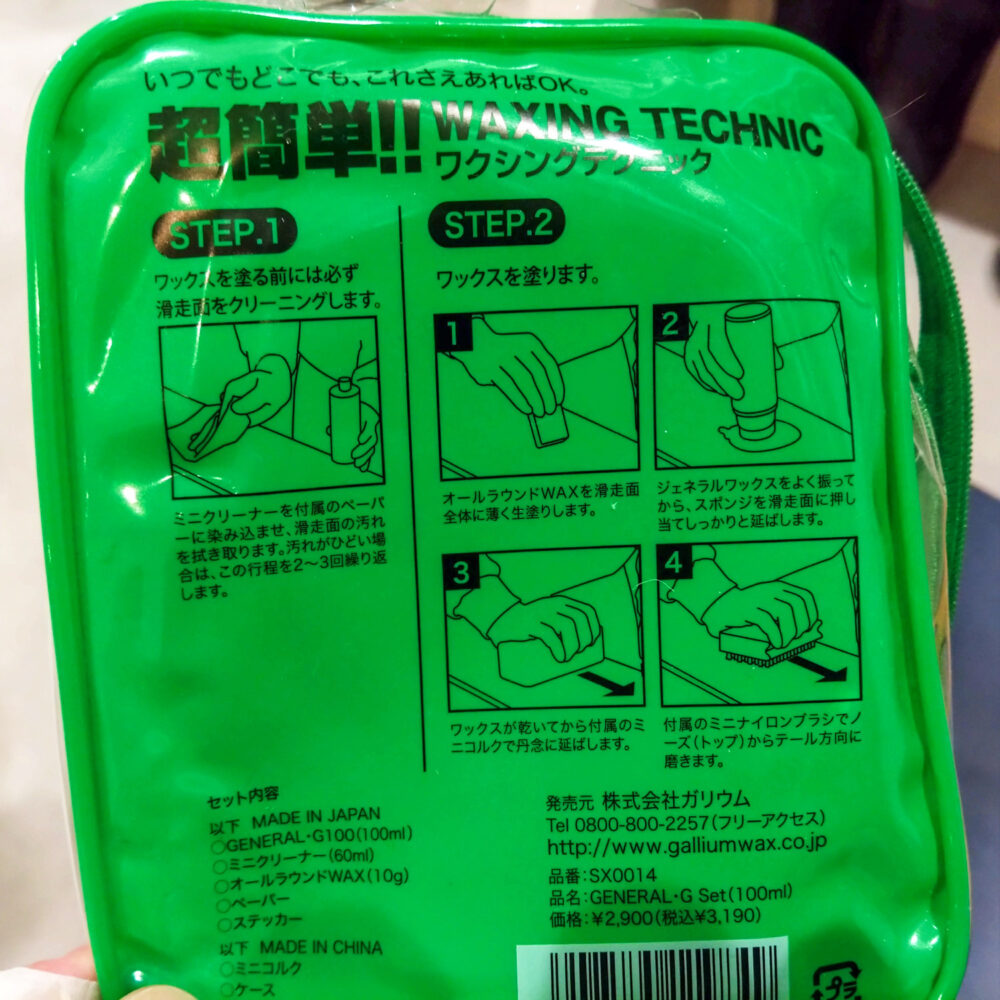 いつでもどこでも、これさえあればOK。
超簡単!! WAXING TECHNIC
ワクシングテクニック
STEP.1
ワックスを塗る前には必ず
滑走面をクリーニングします。
ミニクリーナーを付属のペーパ
ーに染み込ませ、滑走面の汚れ
を拭き取ります。汚れがひどい場
合は、この行程を2〜3回繰り返
します。
STEP.2
ワックスを塗ります。
1
オールラウンドWAXを滑走面
全体に薄く生塗りします。
2
ジェネラルワックスをよく振って
から、スポンジを滑走面に押し
当てしっかりと延ばします。
3
ワックスが乾いてから付属のミ
ニコルクで丹念に延ばします。
4
付属のミニナイロンブラシでノ
ーズ(トップ)からテール方向に
磨きます。
セット内容
以下 MADE IN JAPAN
○GENERAL・G100(100ml)
○ミニクリーナー(60ml)
○オールラウンドWAX(10g)
○ペーパー
○ステッカー
以下 MADE IN CHINA
○ミニコルク
○ケース
発売元 株式会社ガリウム
Tel 0800-800-2257(フリーアクセス)
http://www.galliumwax.co.jp
品番:SX0014
品名:GENERAL・G Set(100ml)
価格:¥2,900(税込¥3,190)
プラ